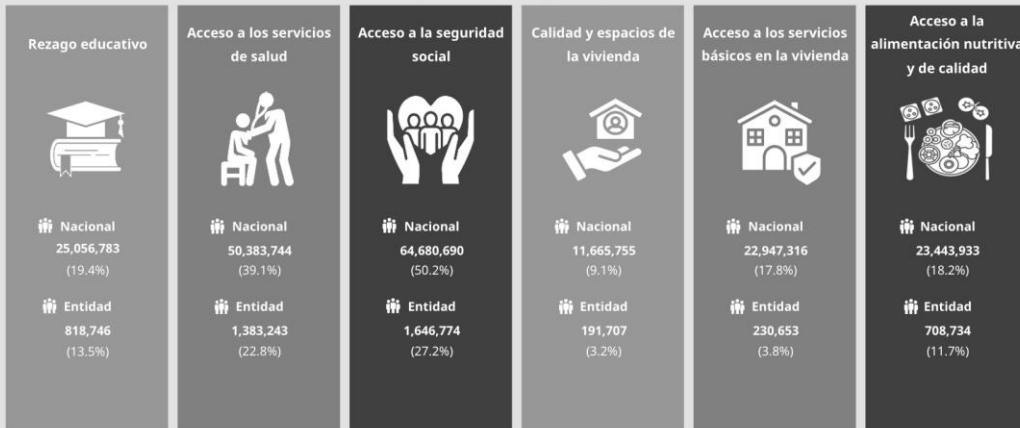 Rezago educativo
Nacional
25,056,783
(19.4%)
Entidad
818,746
(13.5%)
Acceso a los servicios
de salud
Nacional
50,383,744
(39.1%)
Entidad
1,383,243
(22.8%)
Acceso a la seguridad
social
Nacional
64,680,690
(50.2%)
Entidad
1,646,774
(27.2%)
Calidad y espacios de
la vivienda
Nacional
11,665,755
(9.1%)
Entidad
191,707
(3.2%)
Acceso a los servicios
básicos en la vivienda
Nacional
22,947,316
(17.8%)
Entidad
230,653
(3.8%)
Acceso a la
alimentación nutritiva
y de calidad
Nacional
23,443,933
(18.2%)
Entidad
708,734
(11.7%)